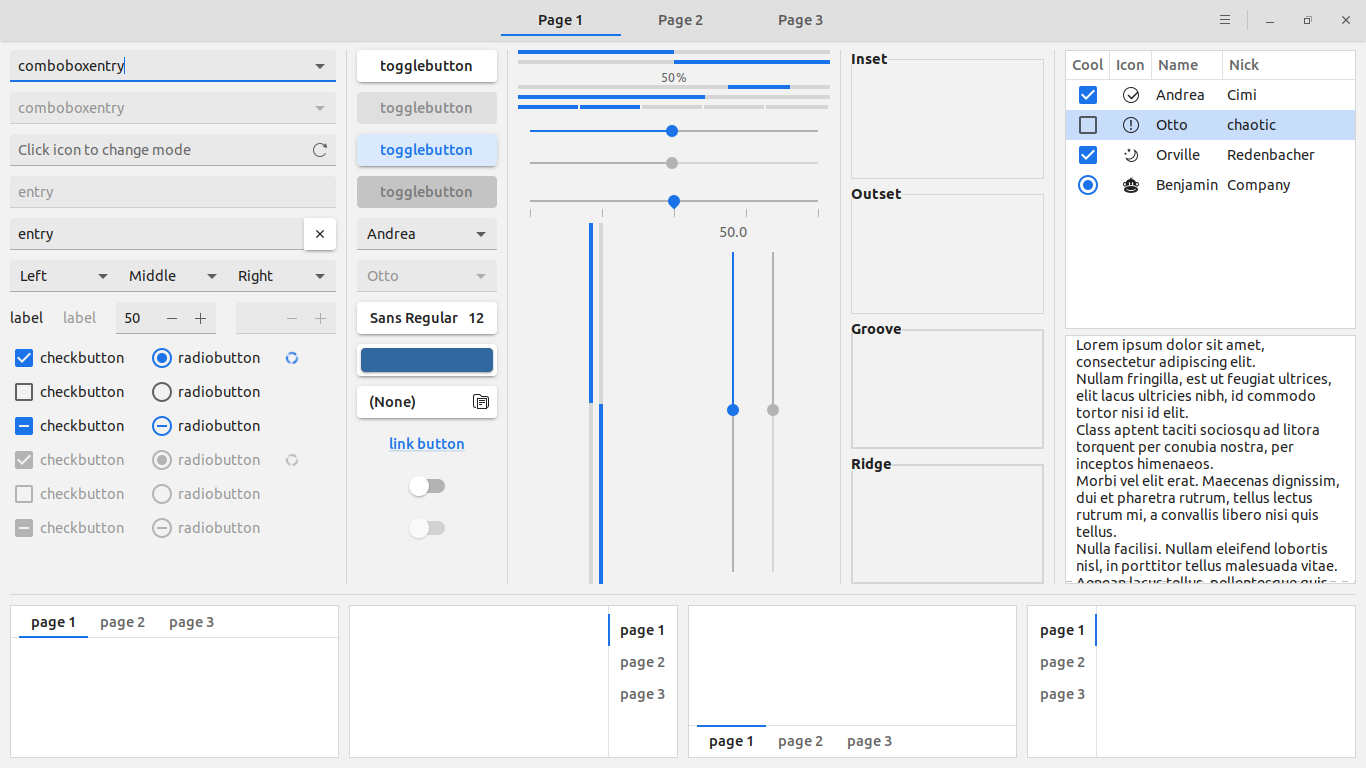 Page 1 Page 2 Page 3
comboboxentry
comboboxentry
Click icon to change mode
entry
entry
Left Middle Right
label label 50
checkbutton radiobutton
checkbutton radiobutton
checkbutton radiobutton
checkbutton radiobutton
checkbutton radiobutton
checkbutton radiobutton
togglebutton
togglebutton
togglebutton
togglebutton
Andrea
Otto
Sans Regular 12
(None)
link button
50%
50.0
Inset
Outset
Groove
Ridge
Cool Icon Name Nick
Andrea Cimi
Otto chaotic
Orville Redenbacher
Benjamin Company
Lorem ipsum dolor sit amet,
consectetur adipiscing elit.
Nullam fringilla, est ut feugiat ultrices,
elit lacus ultricies nibh, id commodo
tortor nisi id elit.
Class aptent taciti sociosqu ad litora
torquent per conubia nostra, per
inceptos himenaeos.
Morbi vel elit erat. Maecenas dignissim,
dui et pharetra rutrum, tellus lectus
rutrum mi, a convallis libero nisi quis
tellus.
Nulla facilisi. Nullam eleifend lobortis
nisl, in porttitor tellus malesuada vitae.
Aenean lacus tellus, pellentesque quis
page 1 page 2 page 3
page 1
page 2
page 3
page 1 page 2 page 3
page 1
page 2
page 3